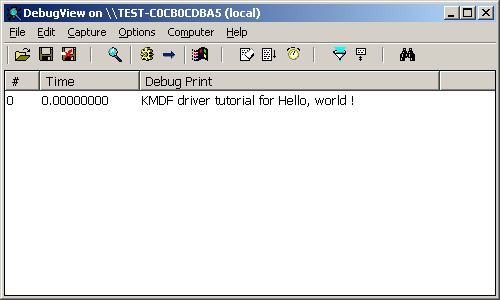 DebugView on \\TEST-C0CB0CDBA5 (local)
File Edit Capture Options Computer Help
# Time Debug Print
0 0.00000000 KMDF driver tutorial for Hello, world !